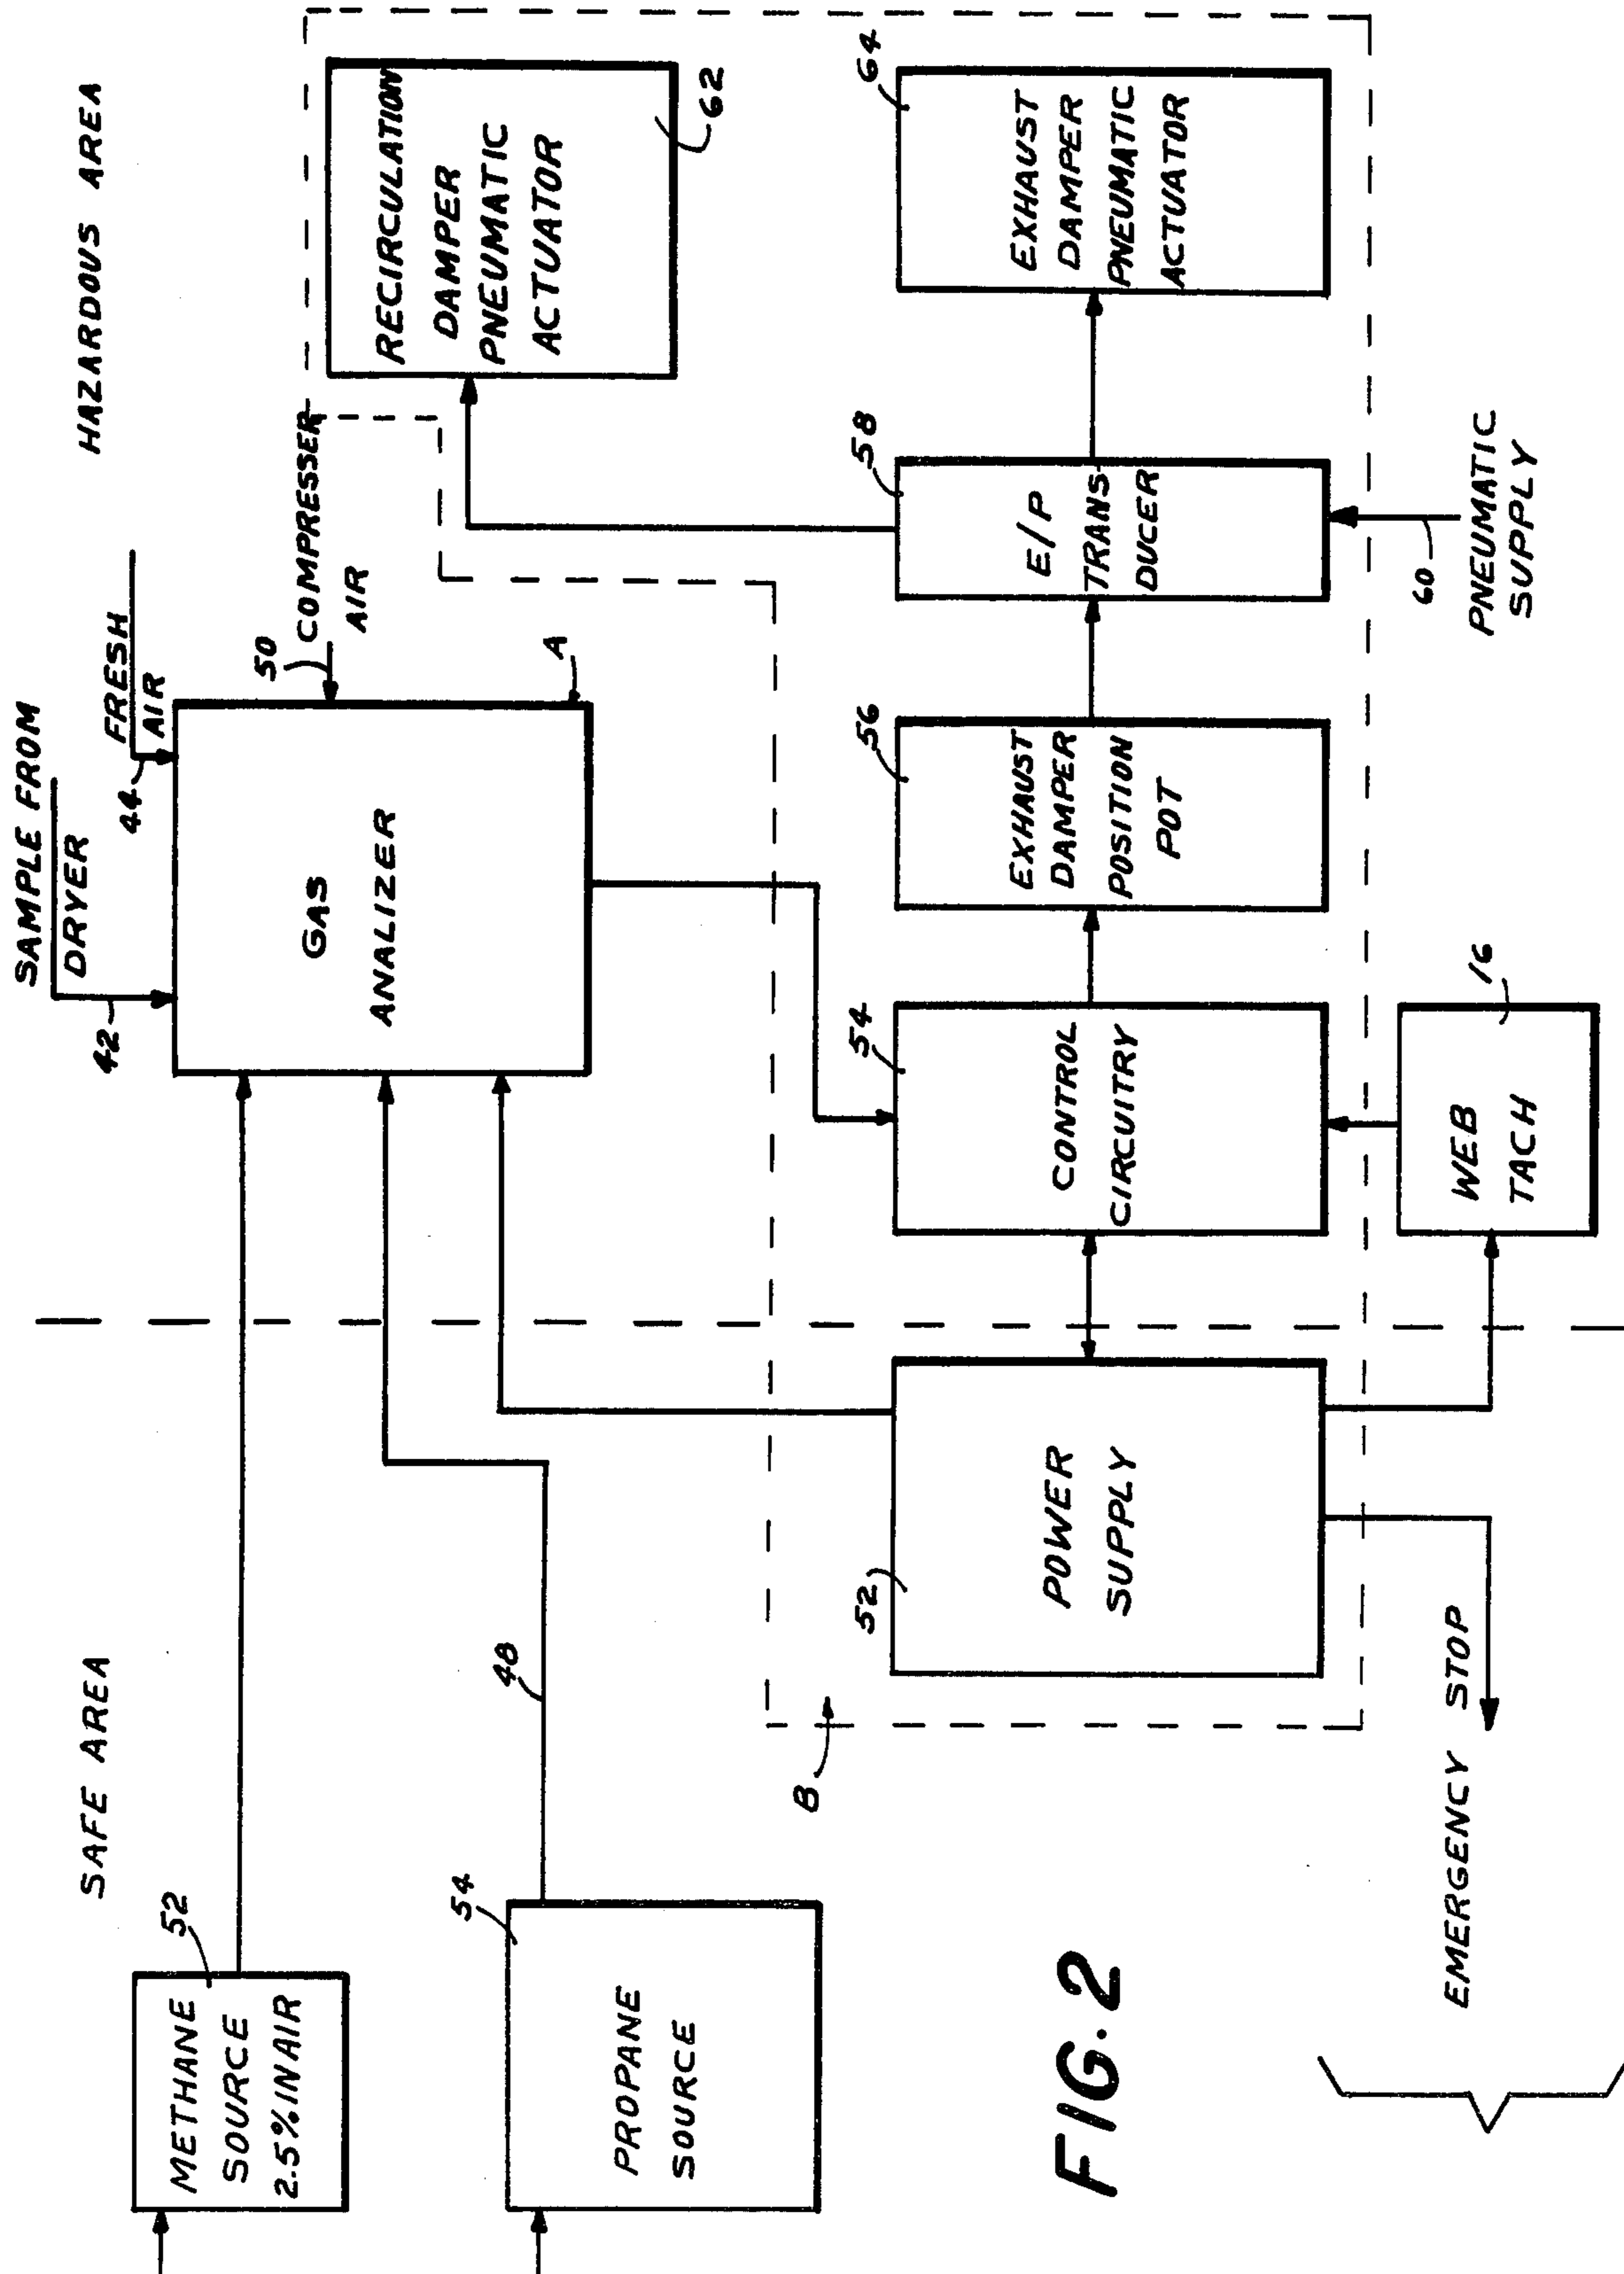 SAFE AREA
HAZARDOUS AREA
SAMPLE FROM
DRYER
42
FRESH
AIR
44
50
COMPRESSER
AIR
METHANE
SOURCE
2.5% IN AIR
52
GAS
ANALIZER
A
RECIRCULATION
DAMPER
PNEUMATIC
ACTUATOR
62
PROPANE
SOURCE
54
48
B
POWER
SUPPLY
52
CONTROL
CIRCUITRY
54
EXHAUST
DAMPER
POSITION
POT
56
E/P
TRANS-
DUCER
58
EXHAUST
DAMPER
PNEUMATIC
ACTUATOR
64
WEB
TACH
16
60
PNEUMATIC
SUPPLY
EMERGENCY STOP
FIG. 2